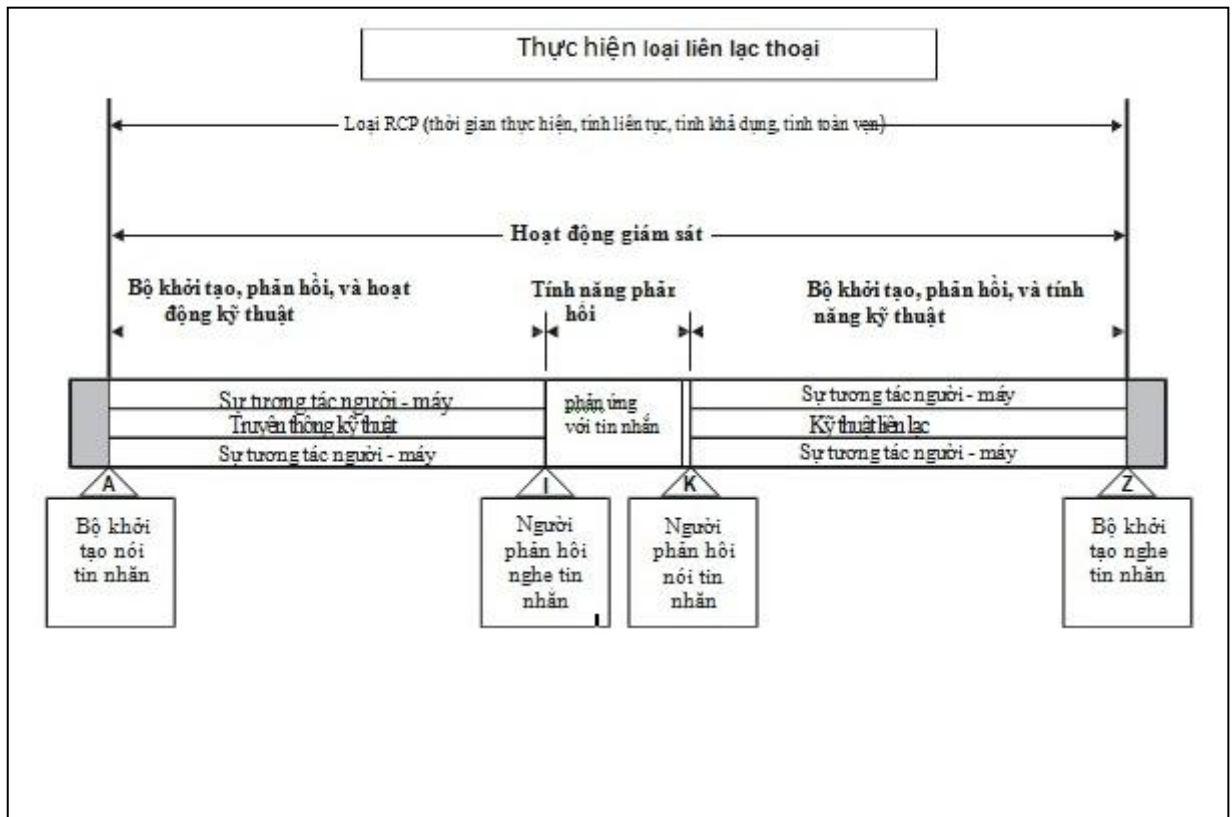 Thực hiện loại liên lạc thoại
Loại RCP (thời gian thực hiện, tính liên tục, tính khả dụng, tính toàn vẹn)
Hoạt động giám sát
Bộ khởi tạo, phản hồi, và hoạt
động kỹ thuật
Tính năng phản
hồi
Bộ khởi tạo, phản hồi, và tính
năng kỹ thuật
Sự tương tác người - máy
Truyền thông kỹ thuật
Sự tương tác người - máy
phản ứng
với tin nhắn
Sự tương tác người - máy
Kỹ thuật liên lạc
Sự tương tác người - máy
A
I
K
Z
Bộ khởi
tạo nói
tin nhắn
Người
phản hồi
nghe tin
nhắn
Người
phản hồi
nói tin
nhắn
Bộ khởi
tạo nghe
tin nhắn